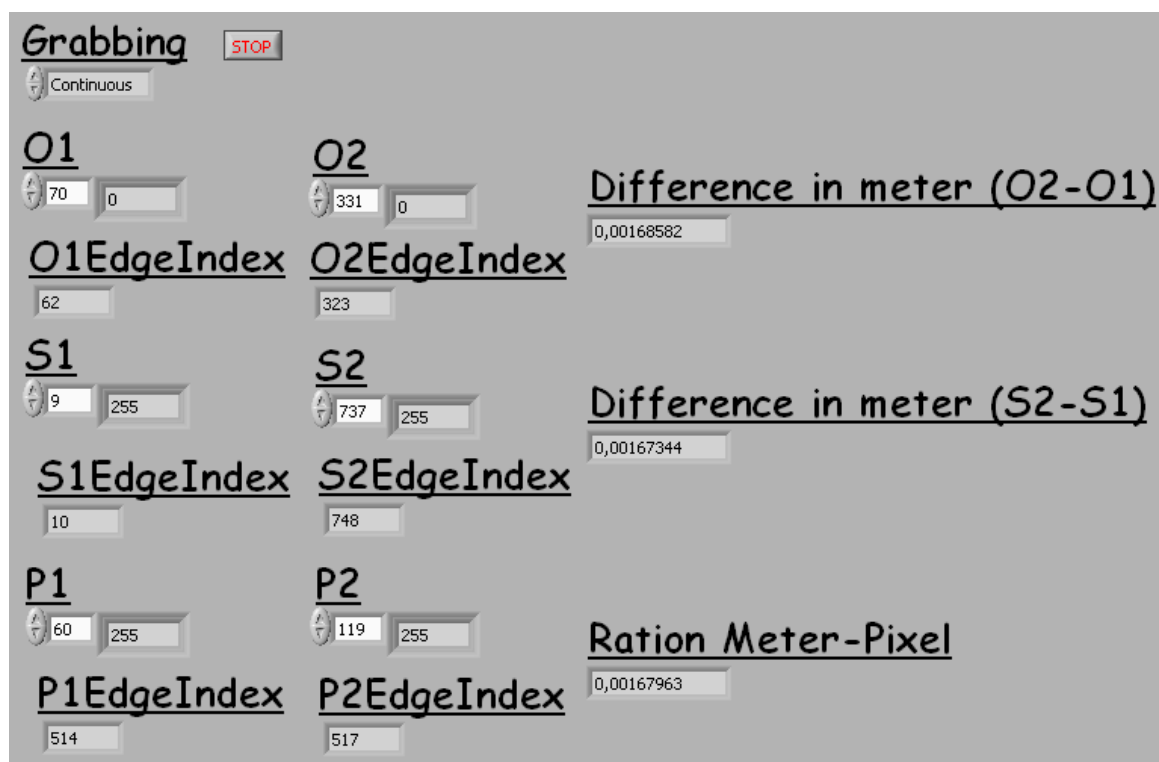 Grabbing STOP
Continuous
O1 O2
70 0 331 0
Difference in meter (O2-O1)
0,00168582
O1EdgeIndex O2EdgeIndex
62 323
S1 S2
9 255 737 255
Difference in meter (S2-S1)
0,00167344
S1EdgeIndex S2EdgeIndex
10 748
P1 P2
60 255 119 255
Ration Meter-Pixel
0,00167963
P1EdgeIndex P2EdgeIndex
514 517